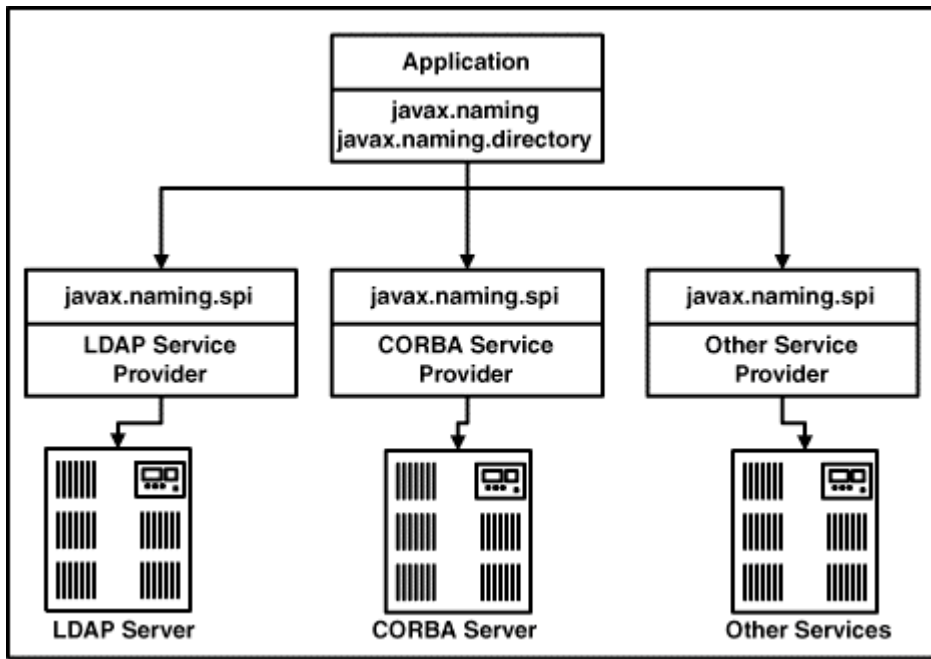 Application
javax.naming
javax.naming.directory
javax.naming.spi
LDAP Service
Provider
javax.naming.spi
CORBA Service
Provider
javax.naming.spi
Other Service
Provider
LDAP Server
CORBA Server
Other Services